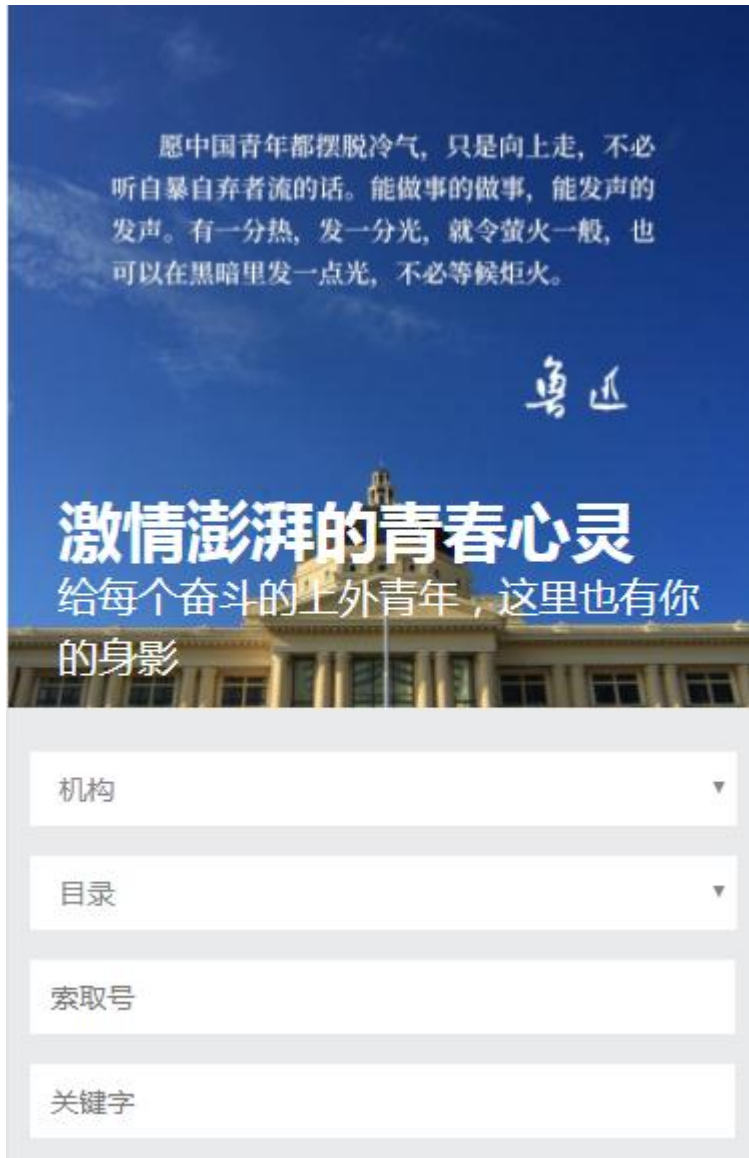 愿中国青年都摆脱冷气，只是向上走，不必
听自暴自弃者流的话。能做事的做事，能发声的
发声。有一分热，发一分光，就令萤火一般，也
可以在黑暗里发一点光，不必等候炬火。
鲁迅
激情澎湃的青春心灵
给每个奋斗的上外青年，这里也有你
的身影
机构
目录
索取号
关键字